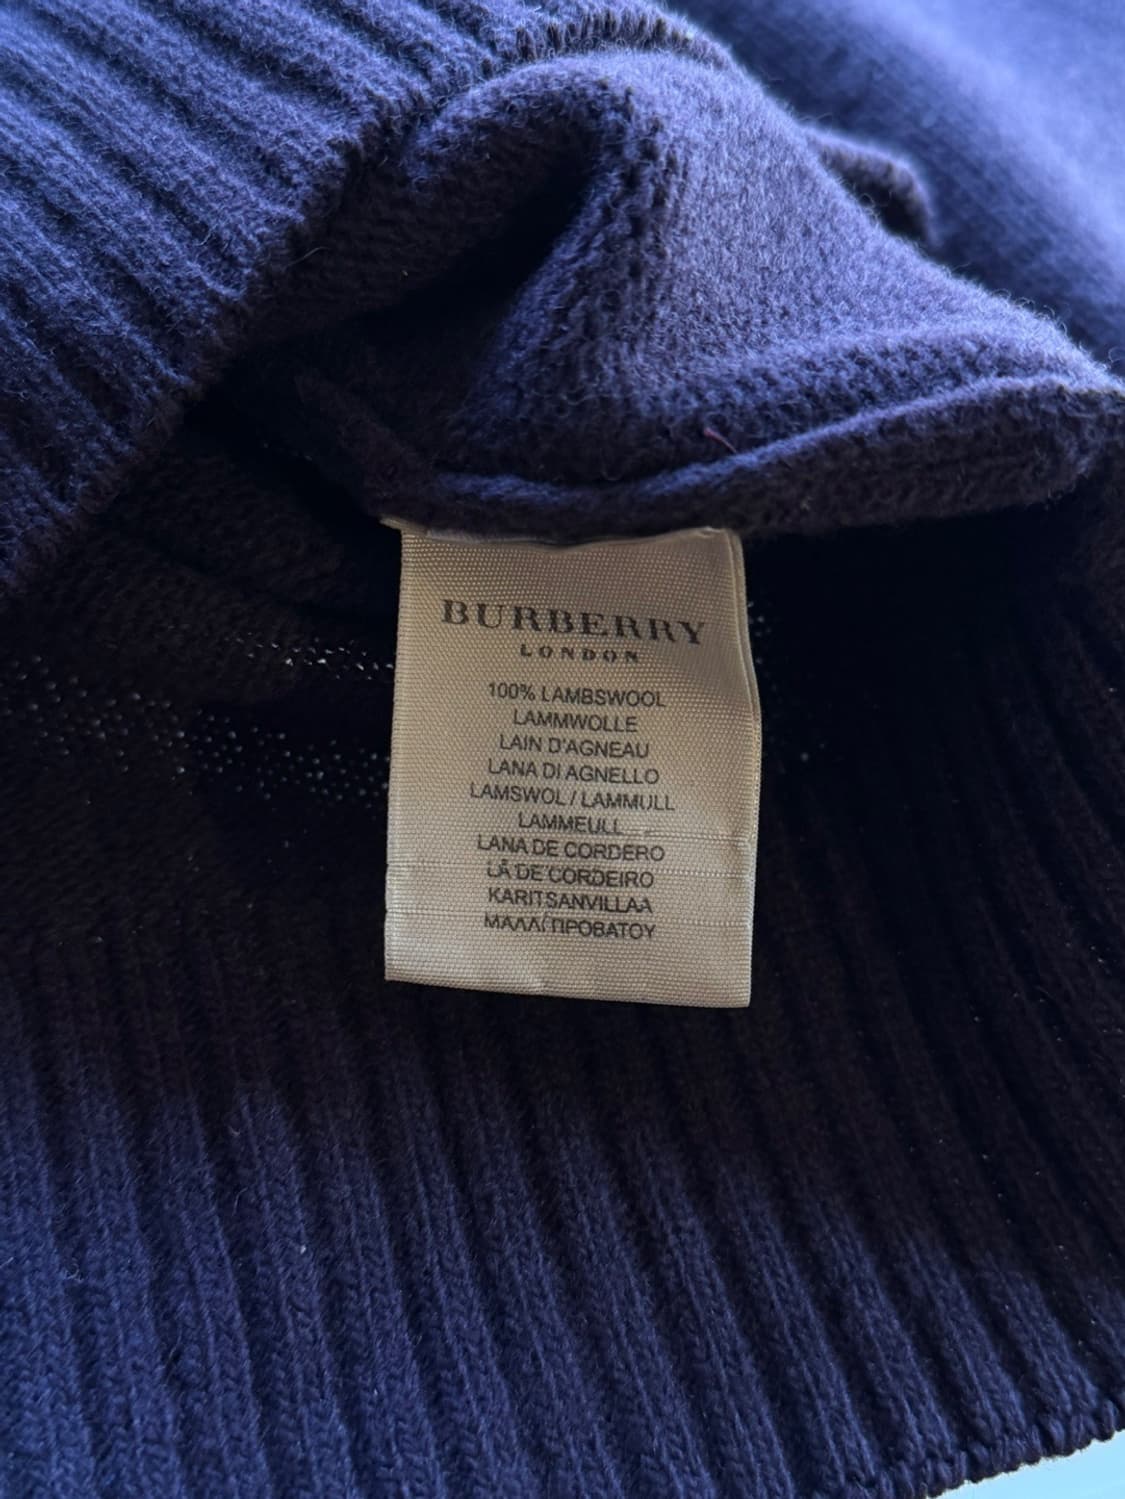 BURBERRY
LONDON
100% LAMBSWOOL
LAMMWOLLE
LAIN D'AGNEAU
LANA DI AGNELLO
LAMSWOL / LAMMULL
LAMMEULL
LANA DE CORDERO
LÃ DE CORDEIRO
KARITSANVILLAA
ΜΑΛΛΙ ΠΡΟΒΑΤΟΥ